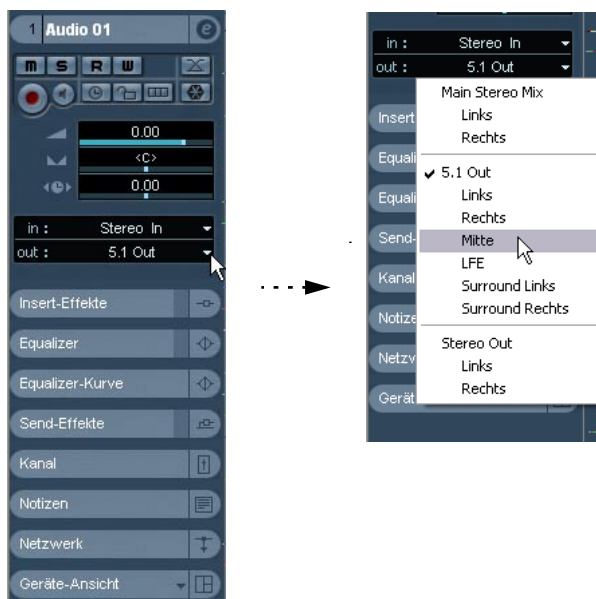 1 Audio 01 e
m S R W
0.00
<C>
0.00
in : Stereo In
out : 5.1 Out
Insert-Effekte
Equalizer
Equalizer-Kurve
Send-Effekte
Kanal
Notizen
Netzwerk
Geräte-Ansicht
in : Stereo In
out : 5.1 Out
Insert
Equali
Equali
Send-
Kanal
Notize
Netzw
Gerät
Main Stereo Mix
Links
Rechts
5.1 Out
Links
Rechts
Mitte
LFE
Surround Links
Surround Rechts
Stereo Out
Links
Rechts